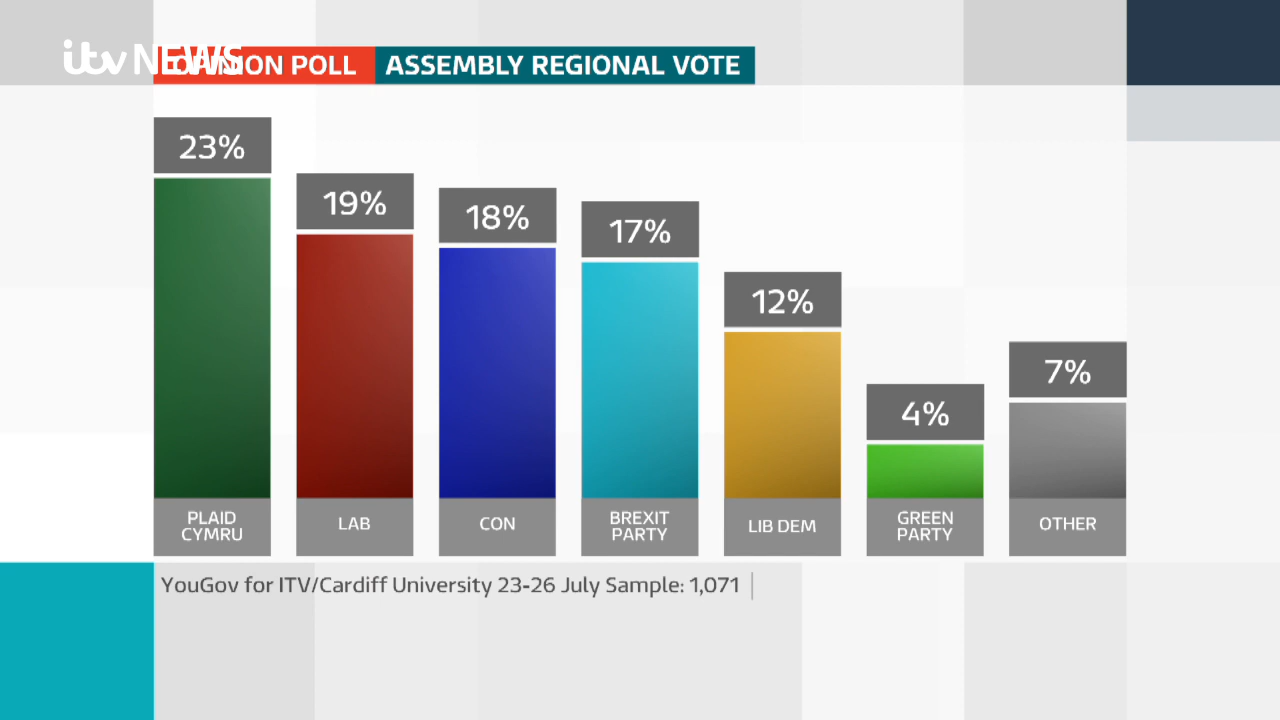 itv NEWS
OPINION POLL ASSEMBLY REGIONAL VOTE
23%
19%
18%
17%
12%
4%
7%
PLAID
CYMRU
LAB
CON
BREXIT
PARTY
LIB DEM
GREEN
PARTY
OTHER
YouGov for ITV/Cardiff University 23-26 July Sample: 1,071